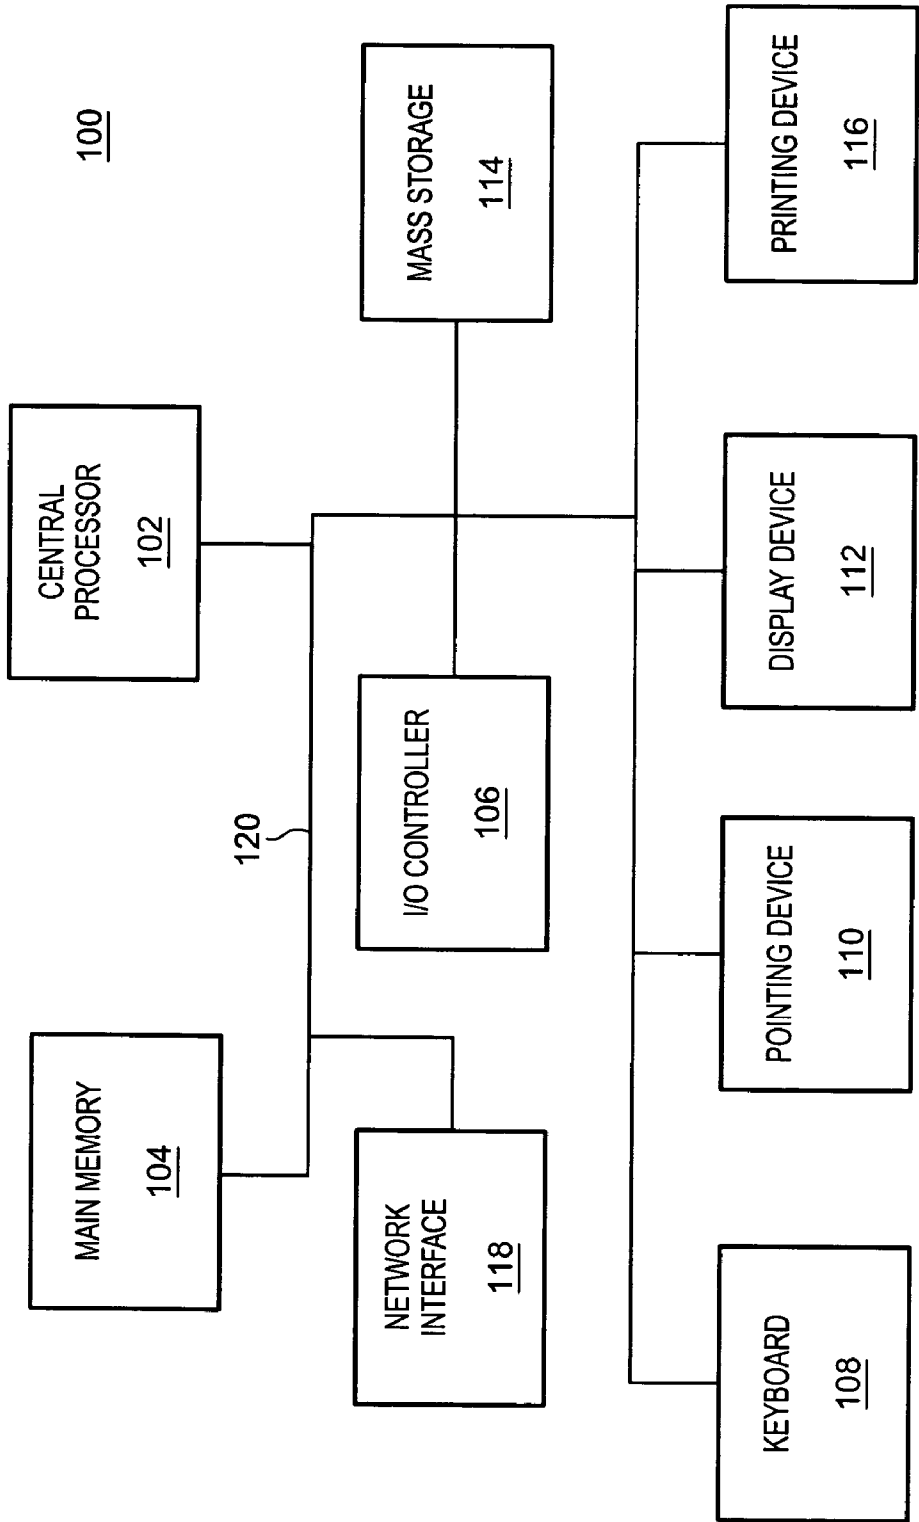 100
MAIN MEMORY
104
CENTRAL
PROCESSOR
102
120
NETWORK
INTERFACE
118
I/O CONTROLLER
106
MASS STORAGE
114
KEYBOARD
108
POINTING DEVICE
110
DISPLAY DEVICE
112
PRINTING DEVICE
116